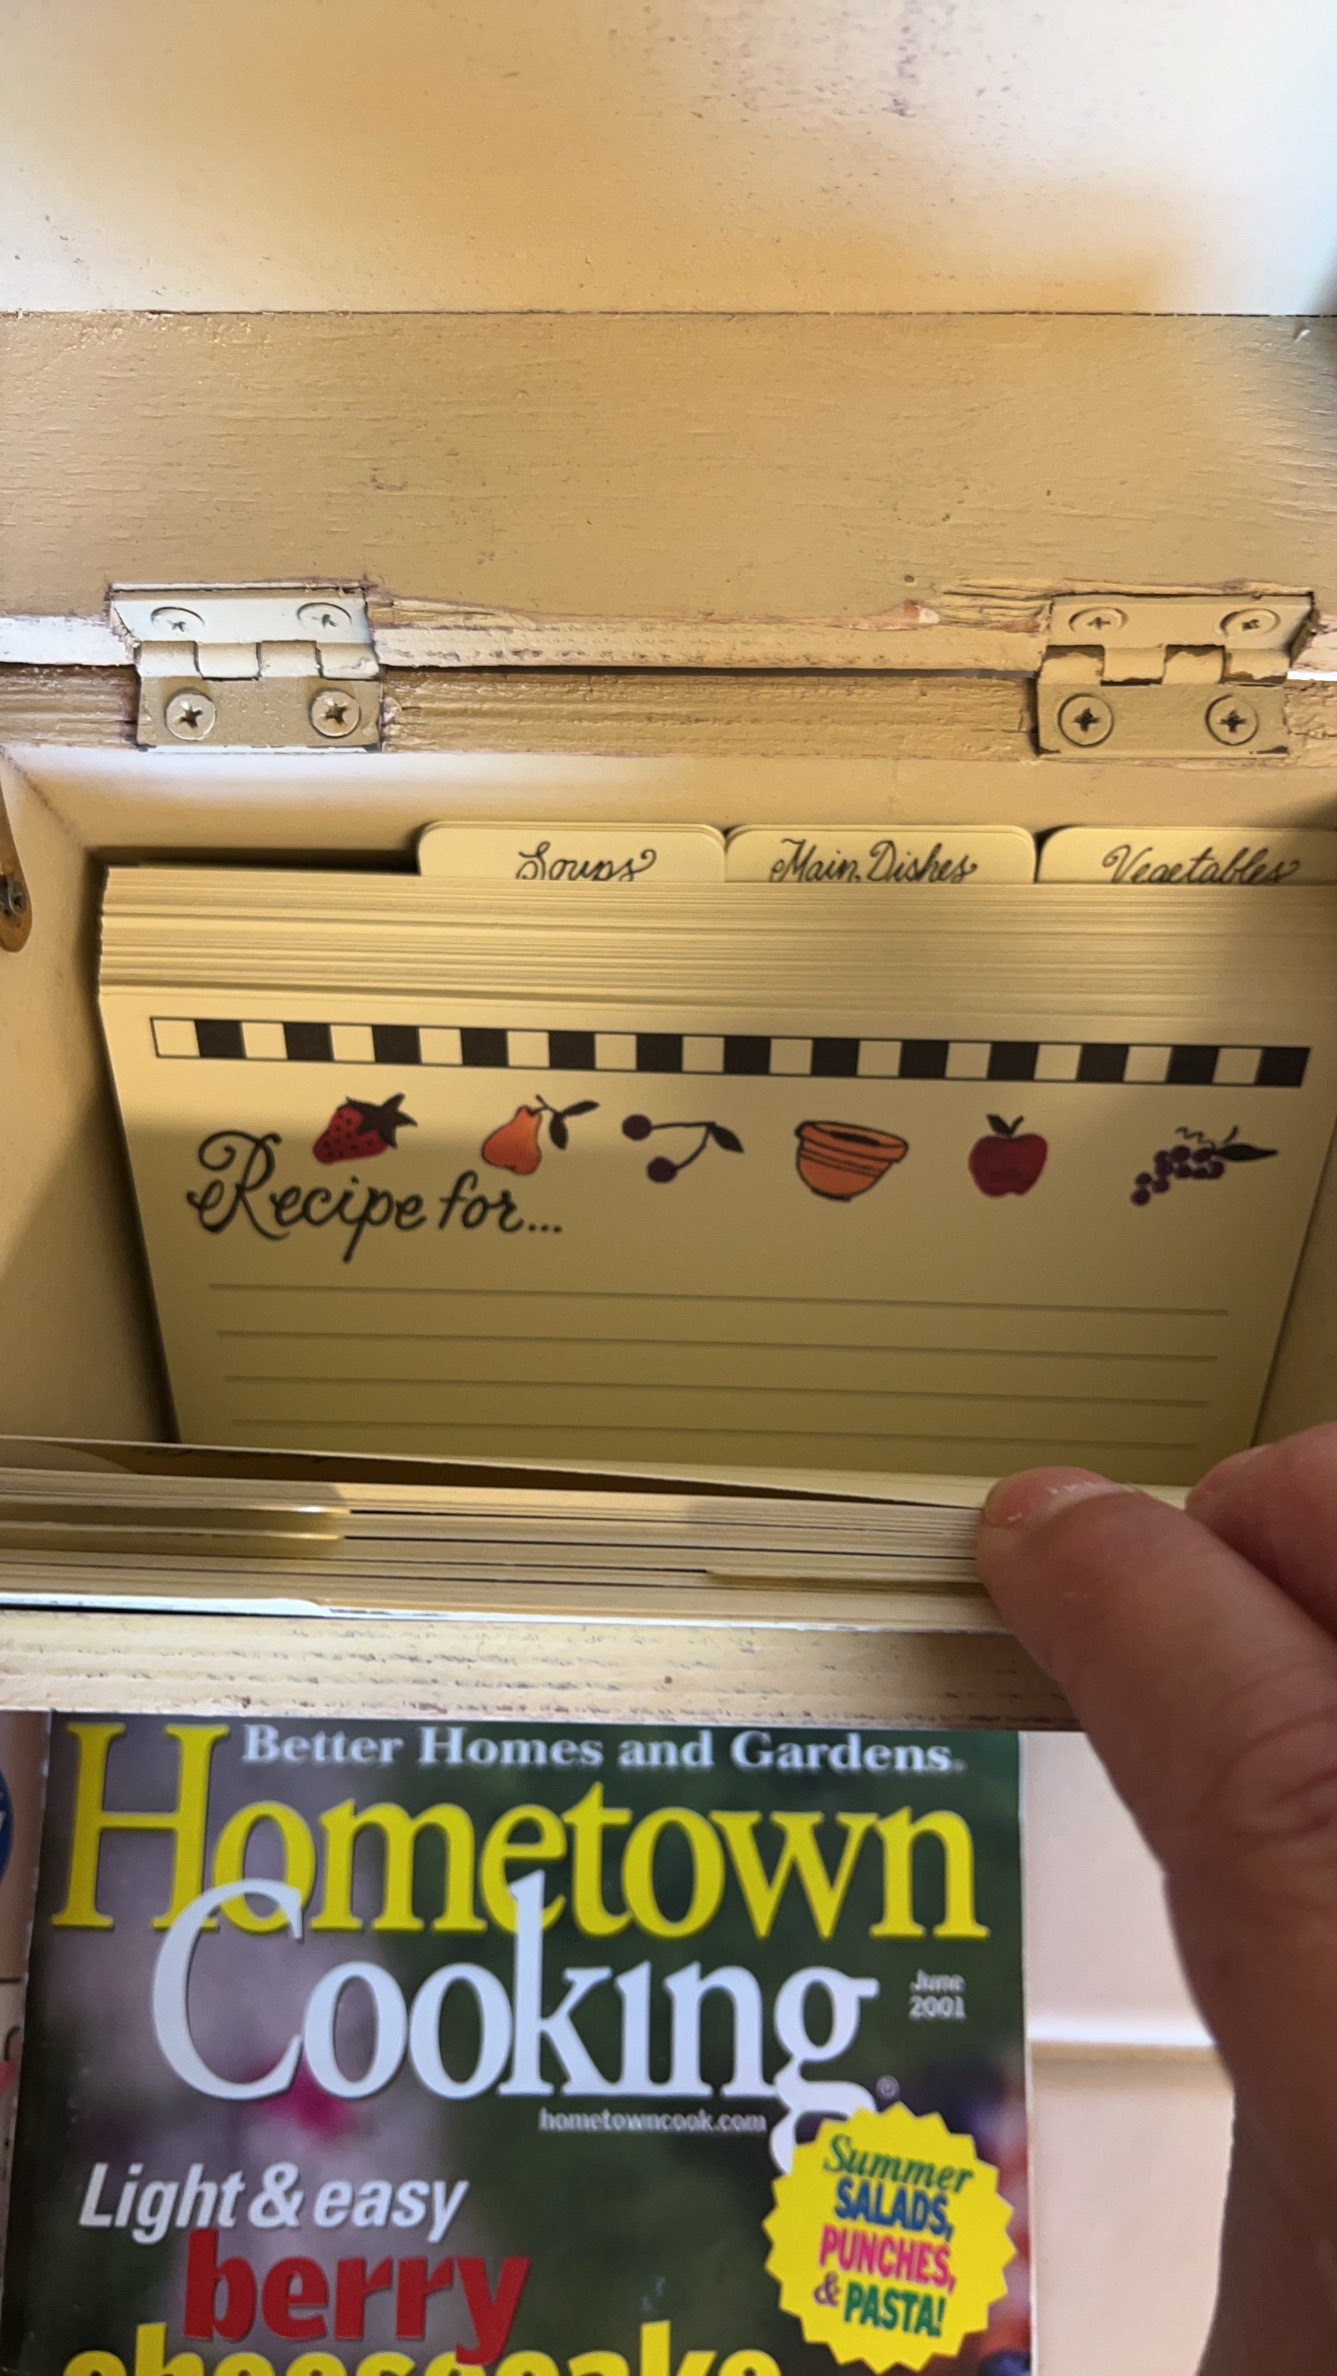 Soups
Main Dishes
Vegetables
Recipe for...
Better Homes and Gardens®
Hometown
Cooking®
June
2001
hometowncook.com
Light & easy
berry
cheesecake
Summer
SALADS,
PUNCHES,
& PASTA!